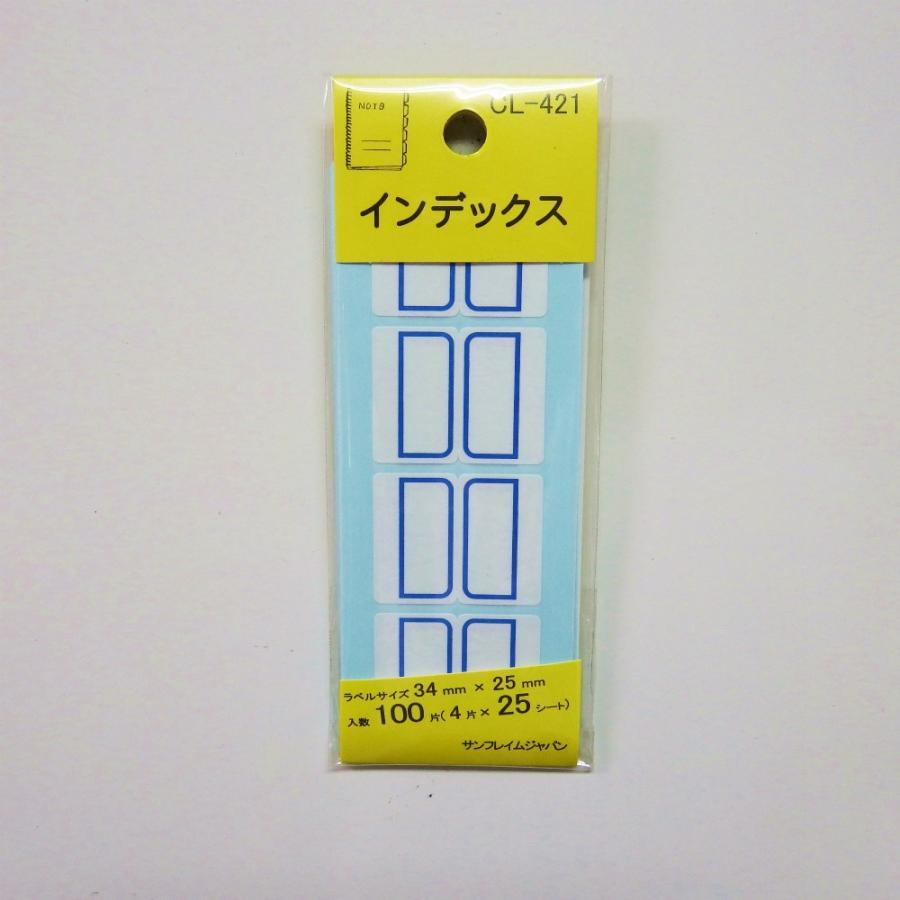 CL-421
NOTE
インデックス
ラベルサイズ 34 mm × 25 mm
入数 100 片(4 片 × 25 シート)
サンフレイムジャパン